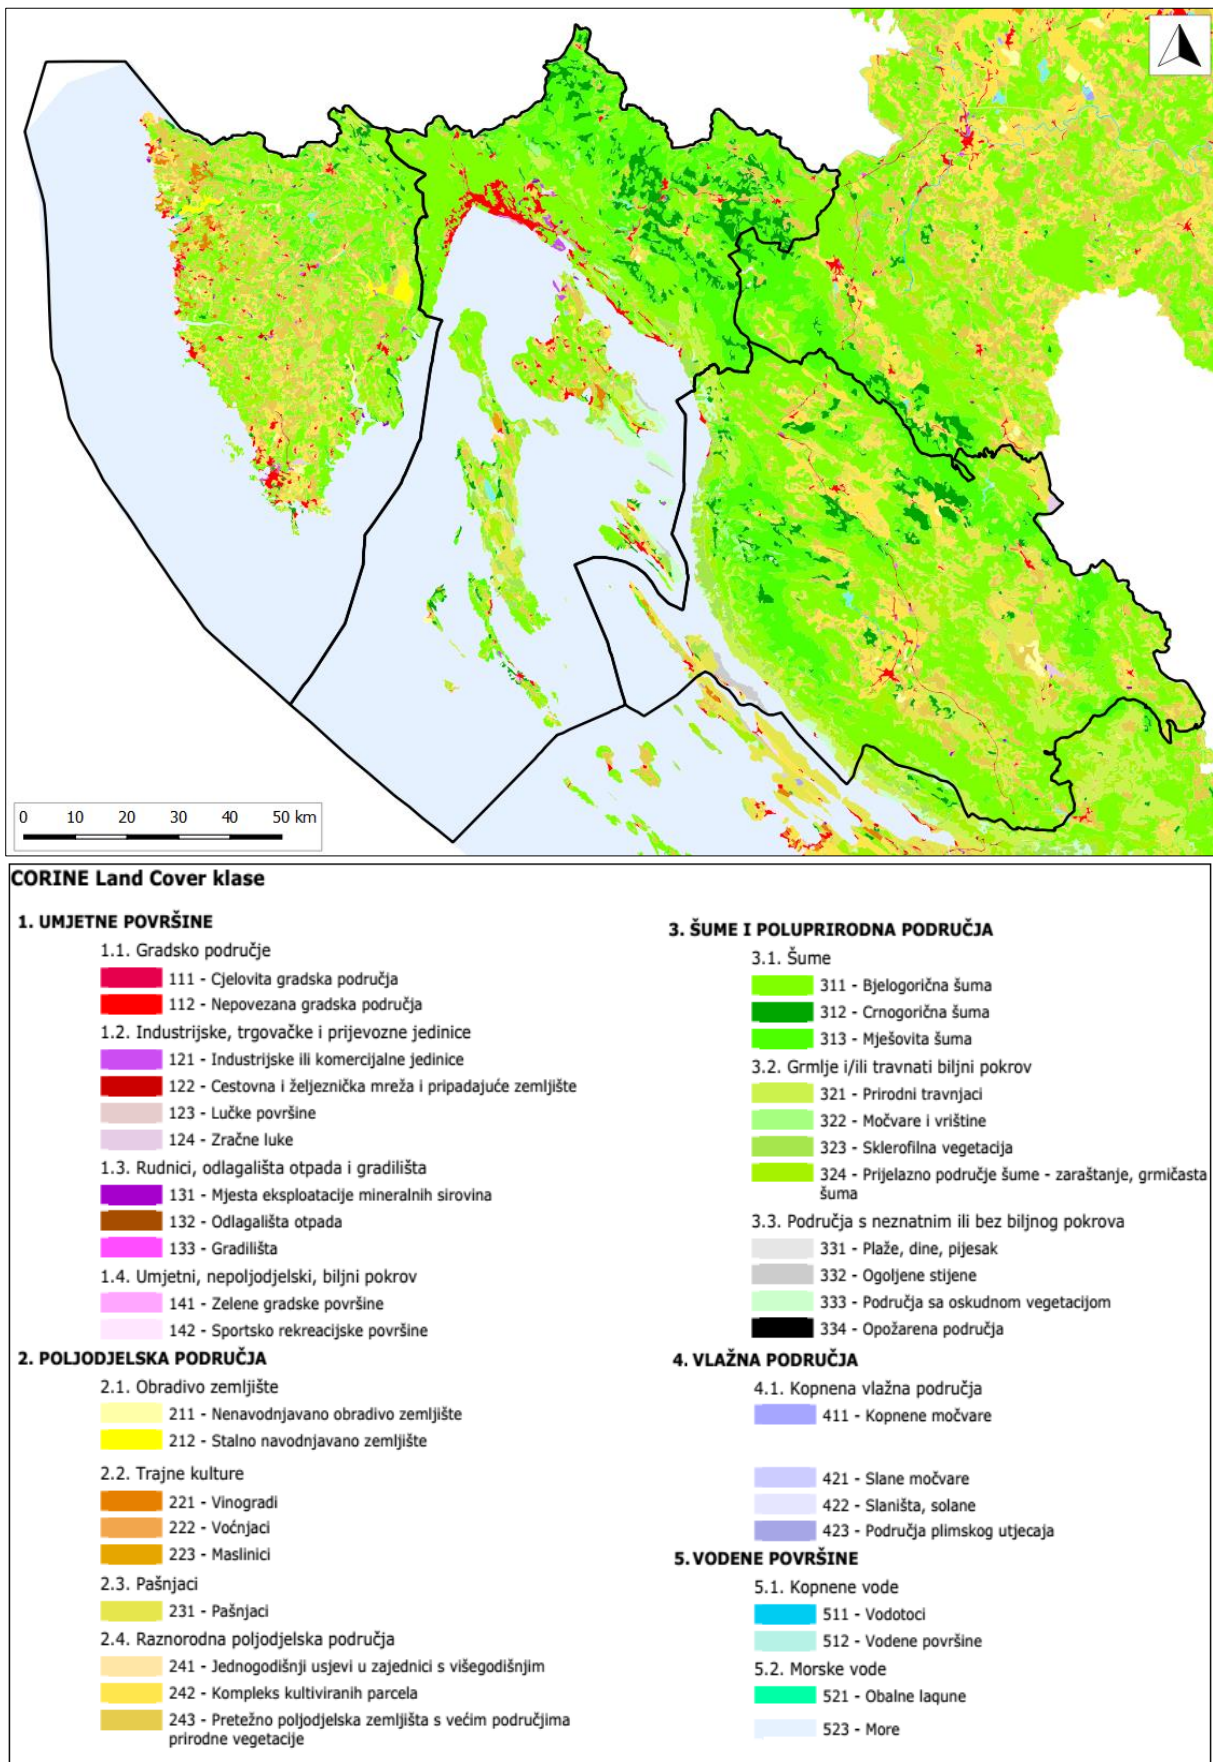 0 10 20 30 40 50 km
CORINE Land Cover klase
1. UMJETNE POVRŠINE
1.1. Gradsko područje
111 - Cjelovita gradska područja
112 - Nepovezana gradska područja
1.2. Industrijske, trgovačke i prijevozne jedinice
121 - Industrijske ili komercijalne jedinice
122 - Cestovna i željeznička mreža i pripadajuće zemljište
123 - Lučke površine
124 - Zračne luke
1.3. Rudnici, odlagališta otpada i gradilišta
131 - Mjesta eksploatacije mineralnih sirovina
132 - Odlagališta otpada
133 - Gradilišta
1.4. Umjetni, nepoljodjelski, biljni pokrov
141 - Zelene gradske površine
142 - Sportsko rekreacijske površine
2. POLJODJELSKA PODRUČJA
2.1. Obradivo zemljište
211 - Nenavodnjavano obradivo zemljište
212 - Stalno navodnjavano zemljište
2.2. Trajne kulture
221 - Vinogradi
222 - Voćnjaci
223 - Maslinici
2.3. Pašnjaci
231 - Pašnjaci
2.4. Raznorodna poljodjelska područja
241 - Jednogodišnji usjevi u zajednici s višegodišnjim
242 - Kompleks kultiviranih parcela
243 - Pretežno poljodjelska zemljišta s većim područjima
prirodne vegetacije
3. ŠUME I POLUPRIRODNA PODRUČJA
3.1. Šume
311 - Bjelogorična šuma
312 - Crnogorična šuma
313 - Mješovita šuma
3.2. Grmlje i/ili travnati biljni pokrov
321 - Prirodni travnjaci
322 - Močvare i vrištine
323 - Sklerofilna vegetacija
324 - Prijelazno područje šume - zaraštanje, grmičasta
šuma
3.3. Područja s neznatnim ili bez biljnog pokrova
331 - Plaže, dine, pijesak
332 - Ogoljene stijene
333 - Područja sa oskudnom vegetacijom
334 - Opožarena područja
4. VLAŽNA PODRUČJA
4.1. Kopnena vlažna područja
411 - Kopnene močvare
421 - Slane močvare
422 - Slaništa, solane
423 - Područja plimskog utjecaja
5. VODENE POVRŠINE
5.1. Kopnene vode
511 - Vodotoci
512 - Vodene površine
5.2. Morske vode
521 - Obalne lagune
523 - More